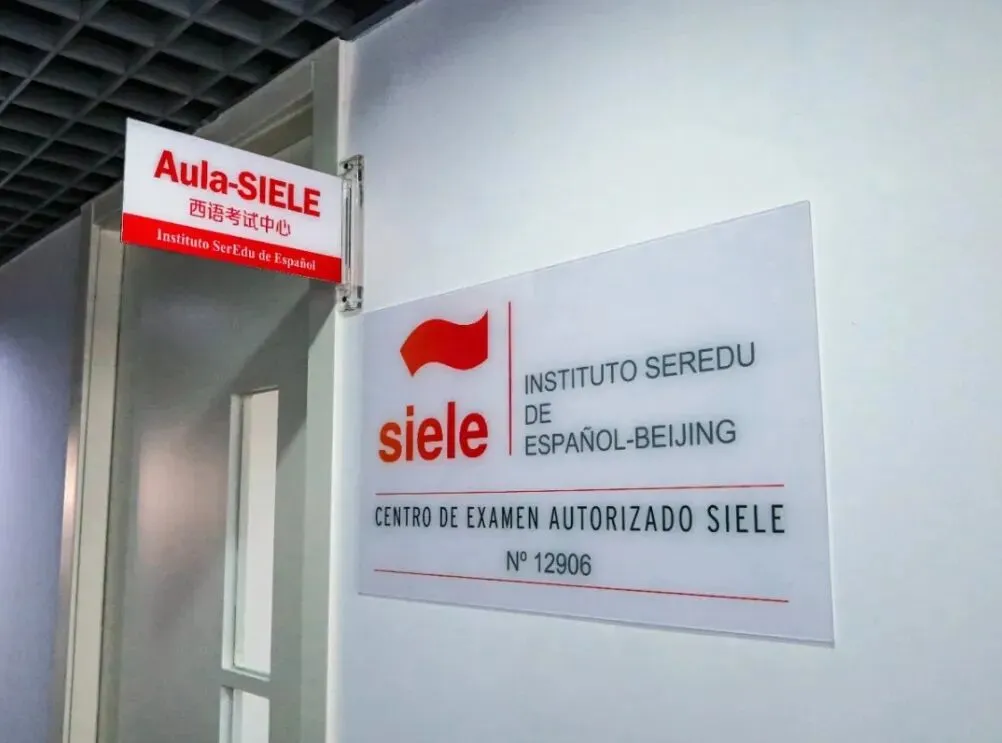 Aula-SIELE
西语考试中心
Instituto SerEdu de Español
siele
INSTITUTO SEREDU
DE
ESPAÑOL-BEIJING
CENTRO DE EXAMEN AUTORIZADO SIELE
Nº 12906